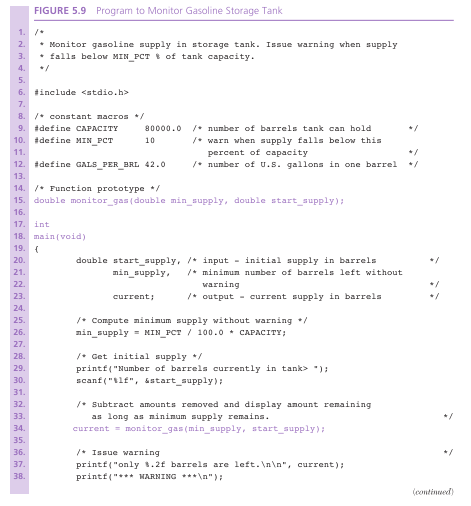 FIGURE 5.9 Program to Monitor Gasoline Storage Tank
1. /*
2.  * Monitor gasoline supply in storage tank. Issue warning when supply
3.  * falls below MIN_PCT % of tank capacity.
4.  */
5.
6. #include <stdio.h>
7.
8. /* constant macros */
9. #define CAPACITY     80000.0  /* number of barrels tank can hold       */
10. #define MIN_PCT      10       /* warn when supply falls below this
11.                                  percent of capacity                   */
12. #define GALS_PER_BRL 42.0     /* number of U.S. gallons in one barrel  */
13.
14. /* Function prototype */
15. double monitor_gas(double min_supply, double start_supply);
16.
17. int
18. main(void)
19. {
20.         double start_supply, /* input - initial supply in barrels         */
21.                min_supply,   /* minimum number of barrels left without
22.                                 warning                                   */
23.                current;      /* output - current supply in barrels        */
24.
25.         /* Compute minimum supply without warning */
26.         min_supply = MIN_PCT / 100.0 * CAPACITY;
27.
28.         /* Get initial supply */
29.         printf("Number of barrels currently in tank> ");
30.         scanf("%lf", &start_supply);
31.
32.         /* Subtract amounts removed and display amount remaining
33.            as long as minimum supply remains.                              */
34.         current = monitor_gas(min_supply, start_supply);
35.
36.         /* Issue warning                                                   */
37.         printf("only %.2f barrels are left.\n\n", current);
38.         printf("*** WARNING ***\n");
(continued)